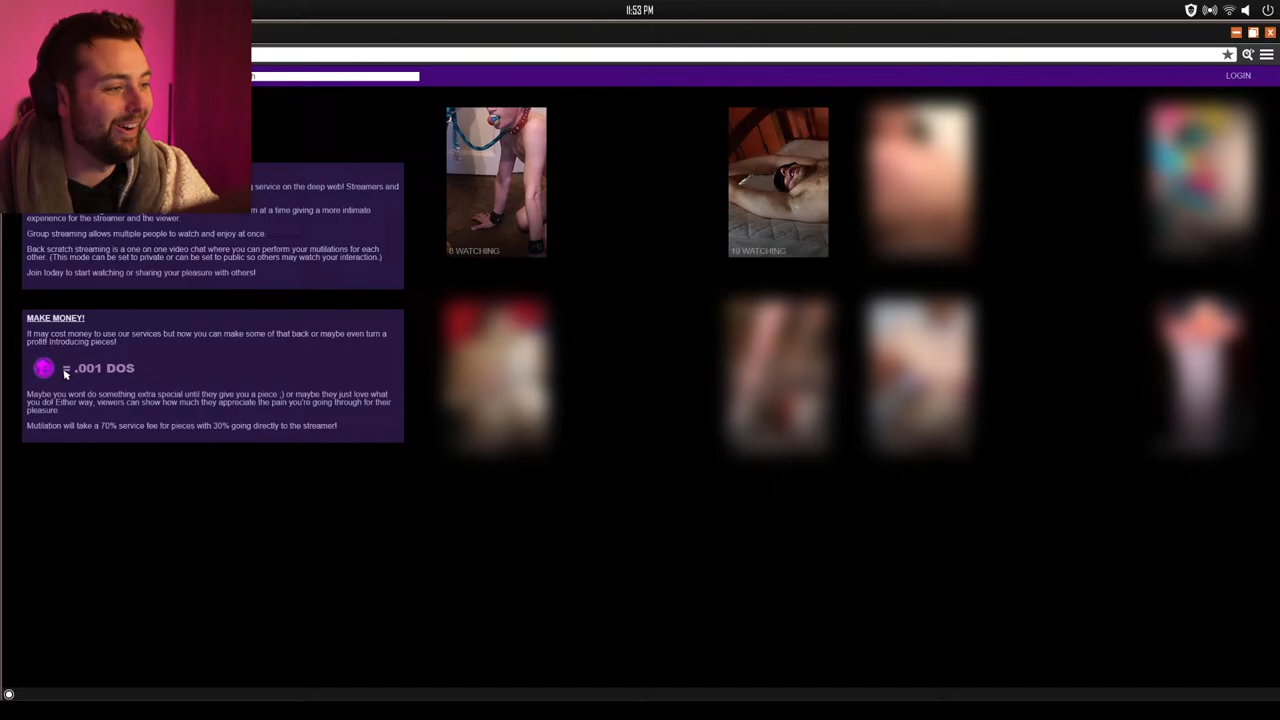 11:53 PM
LOGIN
g service on the deep web! Streamers and
m at a time giving a more intimate
experience for the streamer and the viewer.
Group streaming allows multiple people to watch and enjoy at once.
Back scratch streaming is a one on one video chat where you can perform your mutilations for each
other. (This mode can be set to private or can be set to public so others may watch your interaction.)
Join today to start watching or sharing your pleasure with others!
8 WATCHING
19 WATCHING
MAKE MONEY!
It may cost money to use our services but now you can make some of that back or maybe even turn a
profit! Introducing pieces!
= .001 DOS
Maybe you wont do something extra special until they give you a piece ;) or maybe they just love what
you do! Either way, viewers can show how much they appreciate the pain you're going through for their
pleasure.
Mutilation will take a 70% service fee for pieces with 30% going directly to the streamer!